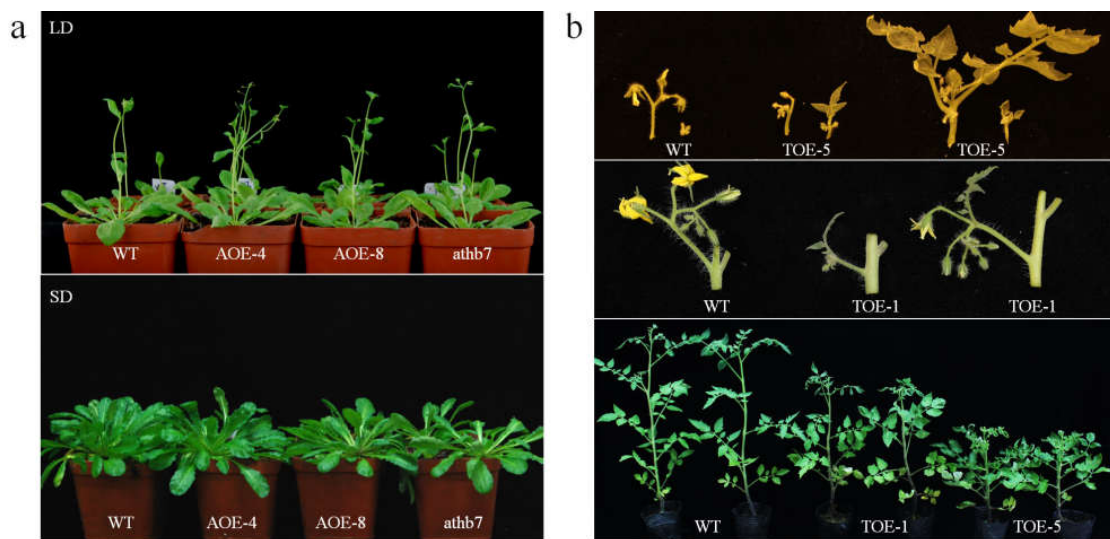 a
LD
WT
AOE-4
AOE-8
athb7
SD
WT
AOE-4
AOE-8
athb7
b
WT
TOE-5
TOE-5
WT
TOE-1
TOE-1
WT
TOE-1
TOE-5